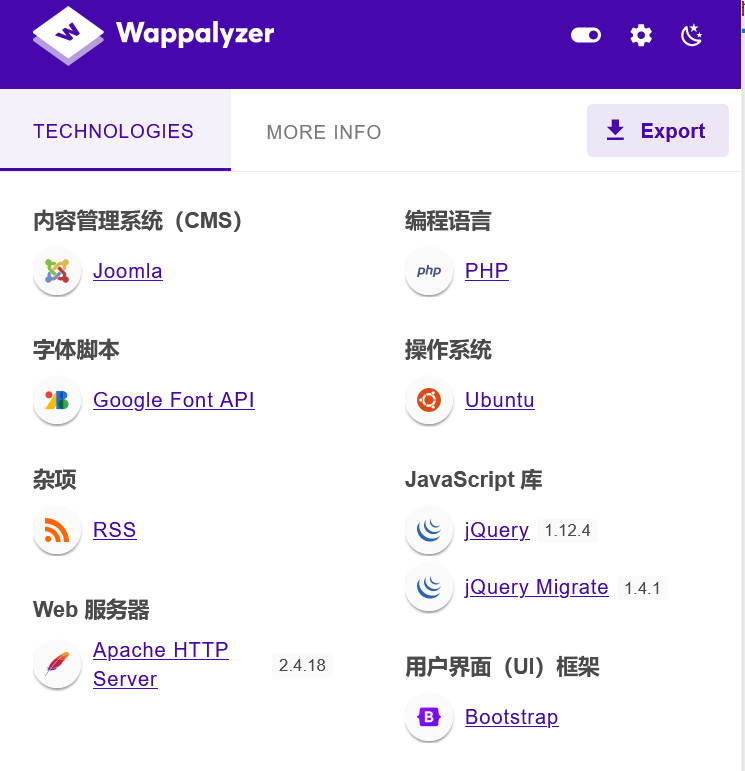 Wappalyzer
TECHNOLOGIES
MORE INFO
Export
内容管理系统（CMS）
Joomla
字体脚本
Google Font API
杂项
RSS
Web 服务器
Apache HTTP
Server
2.4.18
编程语言
php
PHP
操作系统
Ubuntu
JavaScript 库
jQuery
1.12.4
jQuery Migrate
1.4.1
用户界面（UI）框架
B
Bootstrap